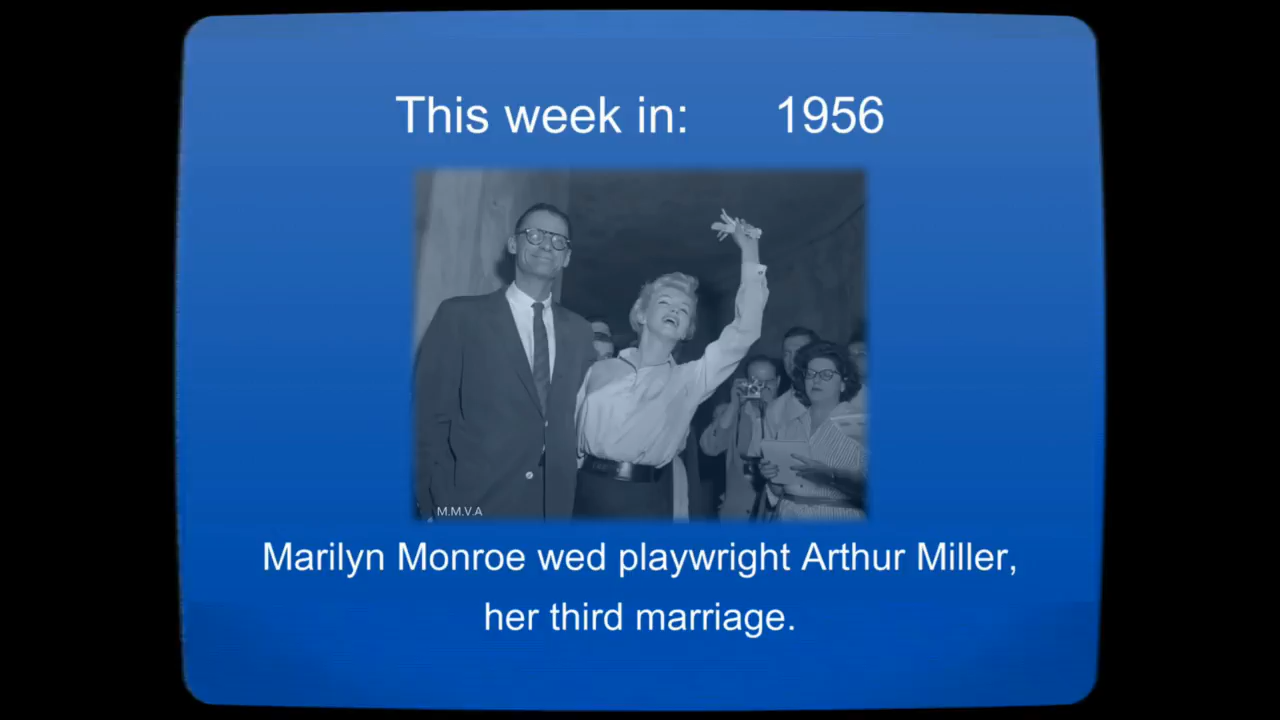 This week in: 1956
M.M.V.A
Marilyn Monroe wed playwright Arthur Miller,
her third marriage.